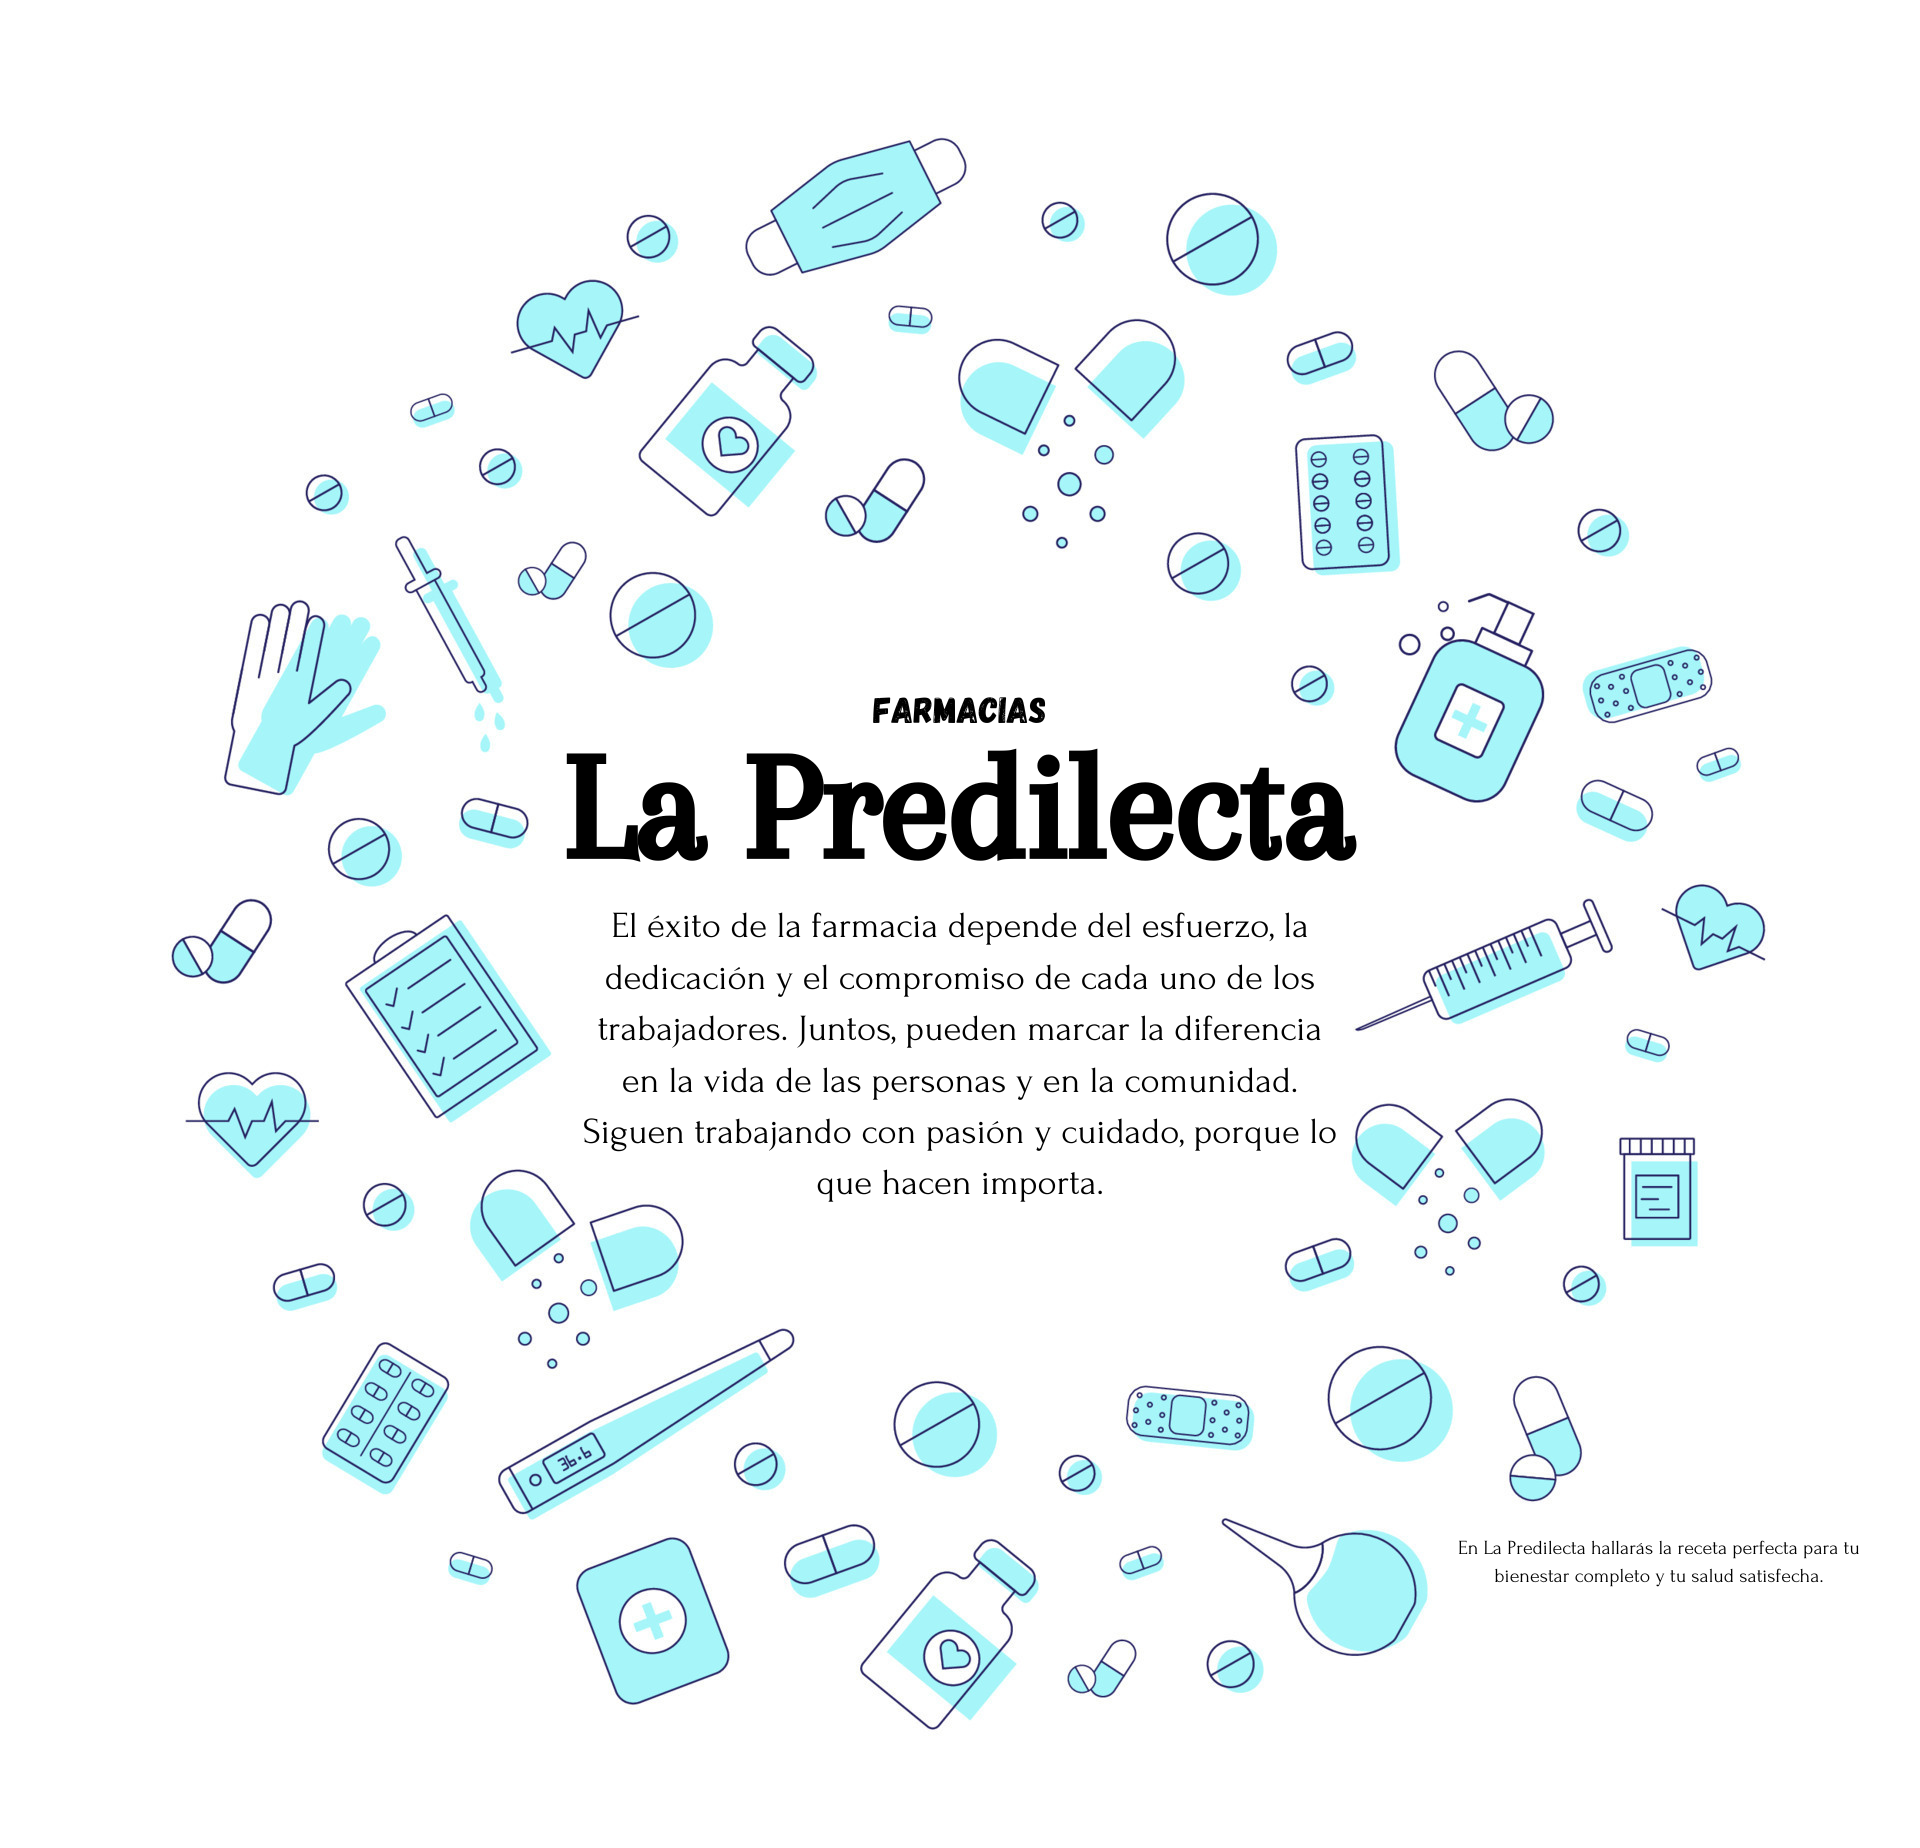 FARMACIAS
La Predilecta
El éxito de la farmacia depende del esfuerzo, la
dedicación y el compromiso de cada uno de los
trabajadores. Juntos, pueden marcar la diferencia
en la vida de las personas y en la comunidad.
Siguen trabajando con pasión y cuidado, porque lo
que hacen importa.
36.6
En La Predilecta hallarás la receta perfecta para tu
bienestar completo y tu salud satisfecha.